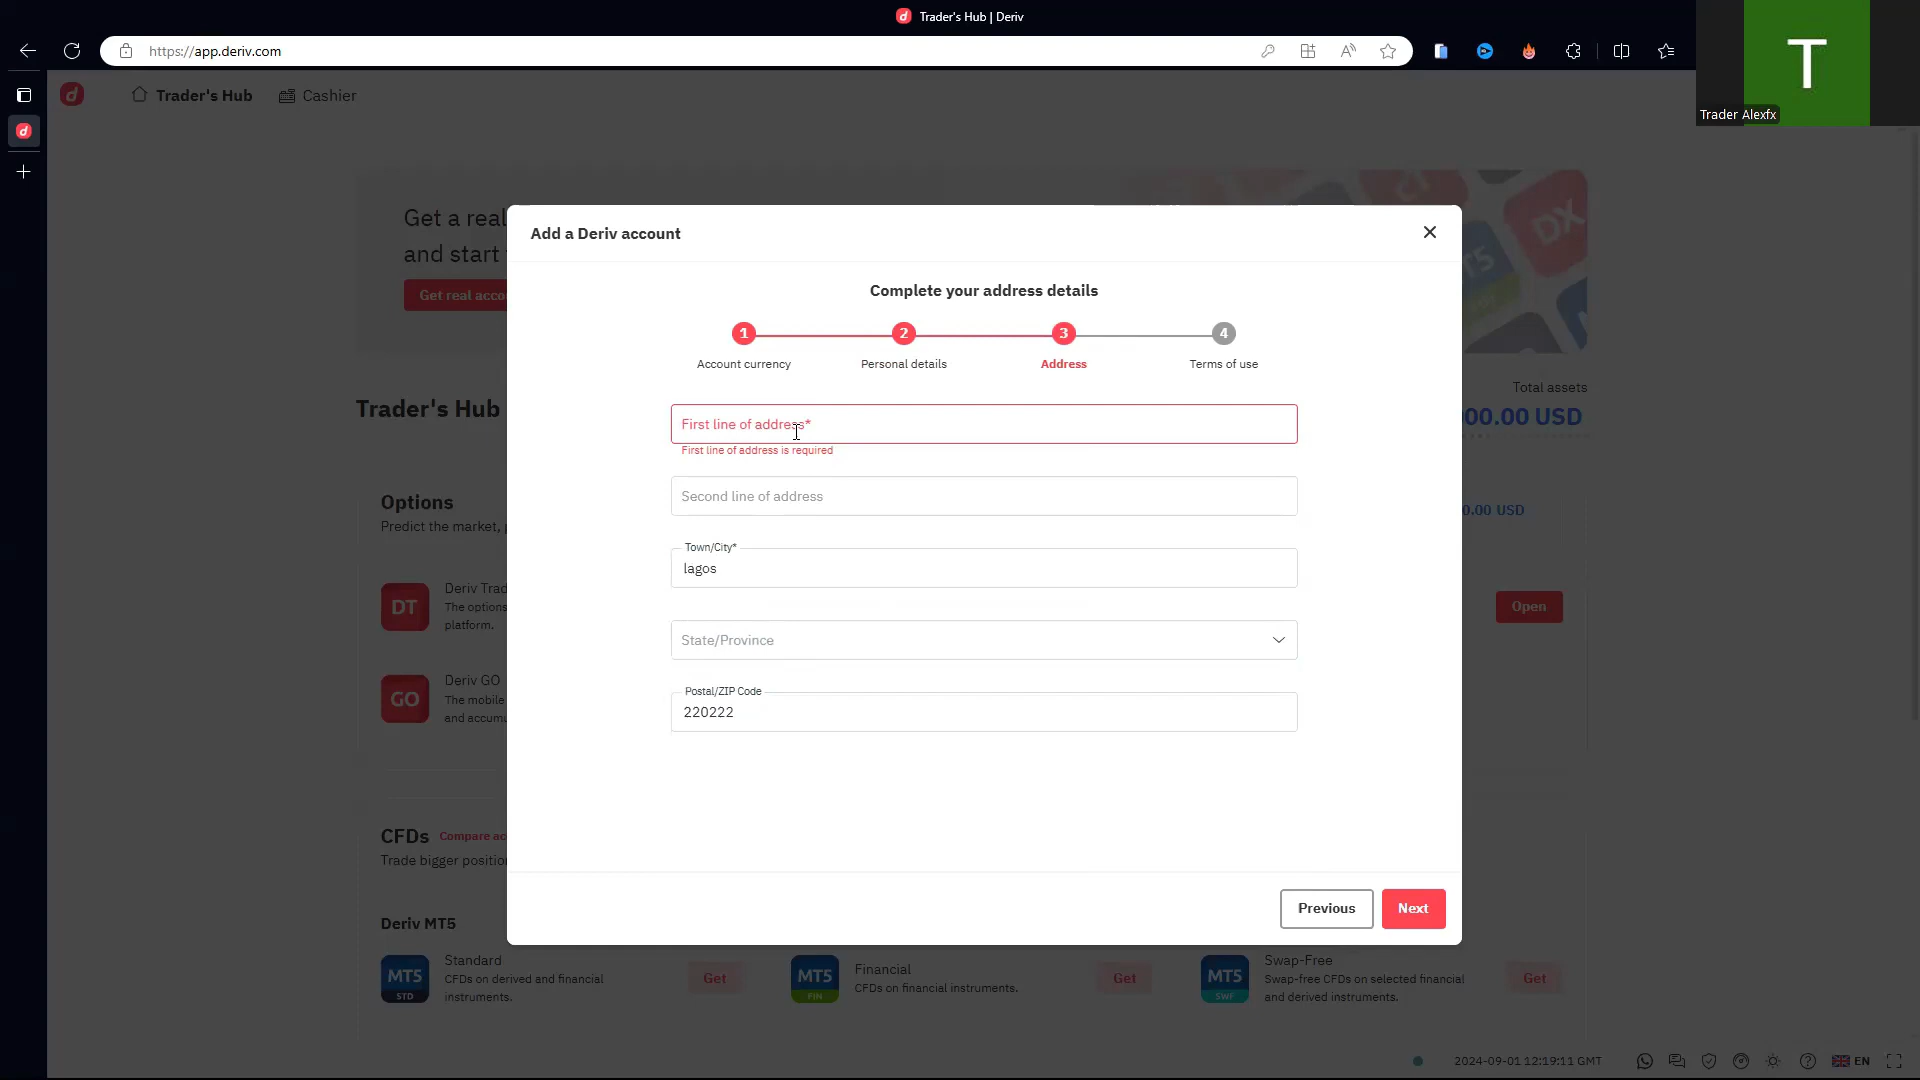 Trader's Hub | Deriv
https://app.deriv.com
T
Trader Alexfx
Trader's Hub
Cashier
Get a real
and start
Get real acco
DX
Add a Deriv account
Complete your address details
1
2
3
4
Account currency
Personal details
Address
Terms of use
First line of address*
First line of address is required
Second line of address
Town/City*
lagos
State/Province
Postal/ZIP Code
220222
Previous
Next
Trader's Hub
Total assets
00.00 USD
Options
Predict the market,
0.00 USD
DT
Deriv Trad
The options
platform.
Open
GO
Deriv GO
The mobile
and accumu
CFDs
Compare ac
Trade bigger positio
Deriv MT5
MT5
STD
Standard
CFDs on derived and financial
instruments.
Get
MT5
FIN
Financial
CFDs on financial instruments.
Get
MT5
SWF
Swap-Free
Swap-free CFDs on selected financial
and derived instruments.
Get
2024-09-01 12:19:11 GMT
EN